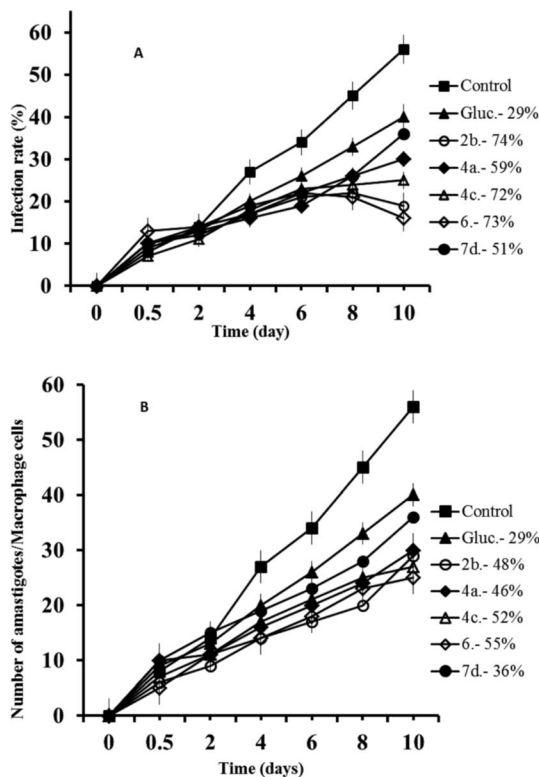 A
60
50
40
30
20
10
0
Infection rate (%)
0 0.5 2 4 6 8 10
Time (day)
Control
Gluc.- 29%
2b.- 74%
4a.- 59%
4c.- 72%
6.- 73%
7d.- 51%
B
60
50
40
30
20
10
0
Number of amastigotes/Macrophage cells
0 0.5 2 4 6 8 10
Time (days)
Control
Gluc.- 29%
2b.- 48%
4a.- 46%
4c.- 52%
6.- 55%
7d.- 36%